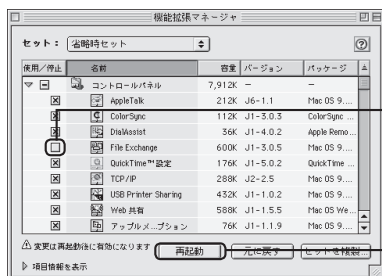 機能拡張マネージャ
セット： 省略時セット
使用／停止 名前 容量 バージョン パッケージ
コントロールパネル 7,912K – –
AppleTalk 212K J6-1.1 Mac OS 9....
ColorSync 112K J1-3.0.3 ColorSync ...
DialAssist 36K J1-4.0.2 Apple Remo...
File Exchange 600K J1-3.0.5 Mac OS 9....
QuickTime™ 設定 176K J1-5.0.2 QuickTime ...
TCP/IP 288K J2-2.5 Mac OS 9....
USB Printer Sharing 432K J1-1.0.2 Mac OS 9....
Web 共有 588K J1-1.5.5 Mac OS We...
アップルメ...プション 76K J1-1.1.9 Mac OS 9....
変更は再起動後に有効になります 再起動 元に戻す セットを複製...
項目情報を表示